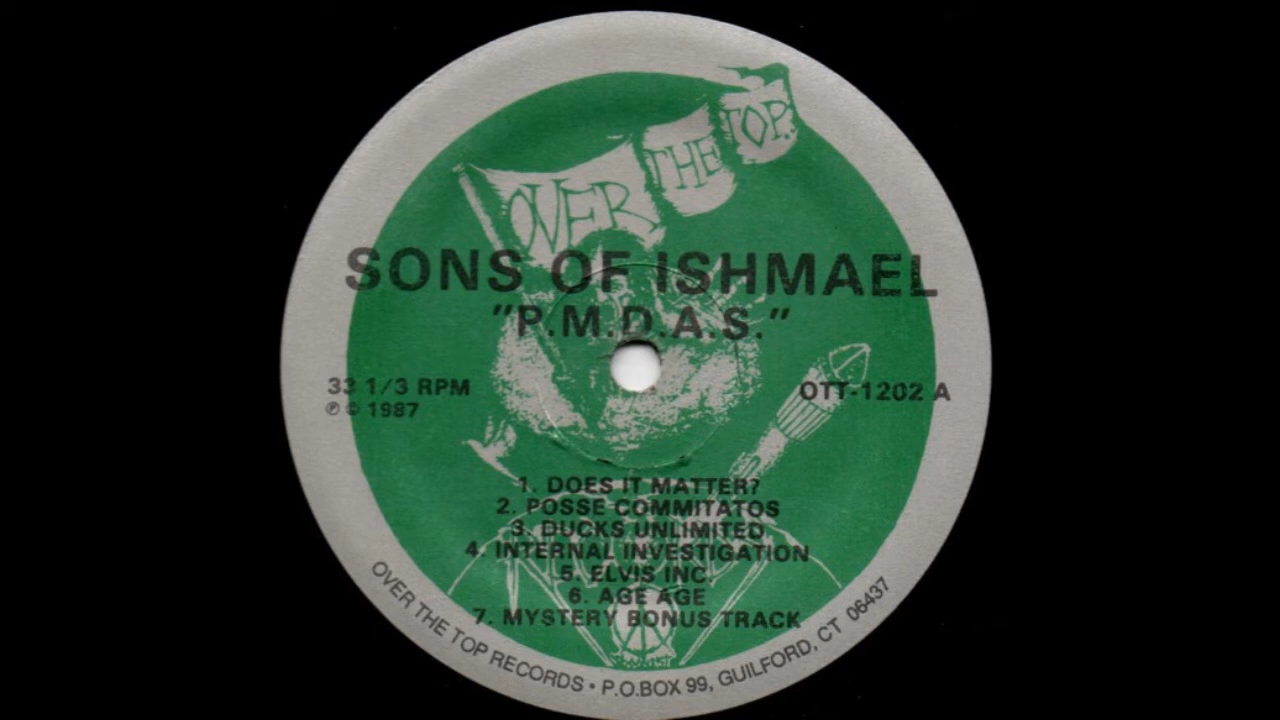 OVER THE TOP.
SONS OF ISHMAEL
"P.M.D.A.S."
33 1/3 RPM
℗ © 1987
OTT-1202 A
1. DOES IT MATTER?
2. POSSE COMMITATOS
3. DUCKS UNLIMITED
4. INTERNAL INVESTIGATION
5. ELVIS INC.
6. AGE AGE
7. MYSTERY BONUS TRACK
OVER THE TOP RECORDS • P.O.BOX 99, GUILFORD, CT 06437